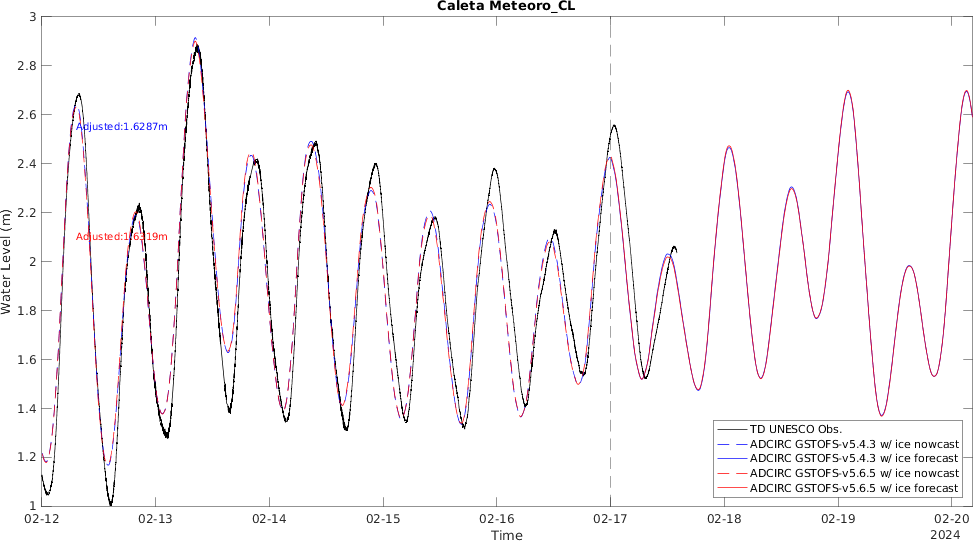 Caleta Meteoro_CL
3
2.8
2.6
2.4
2.2
2
1.8
1.6
1.4
1.2
1
Water Level (m)
Adjusted:1.6287m
Adjusted:1.6319m
TD UNESCO Obs.
ADCIRC GSTOFS-v5.4.3 w/ ice nowcast
ADCIRC GSTOFS-v5.4.3 w/ ice forecast
ADCIRC GSTOFS-v5.6.5 w/ ice nowcast
ADCIRC GSTOFS-v5.6.5 w/ ice forecast
02-12 02-13 02-14 02-15 02-16 02-17 02-18 02-19 02-20
Time
2024